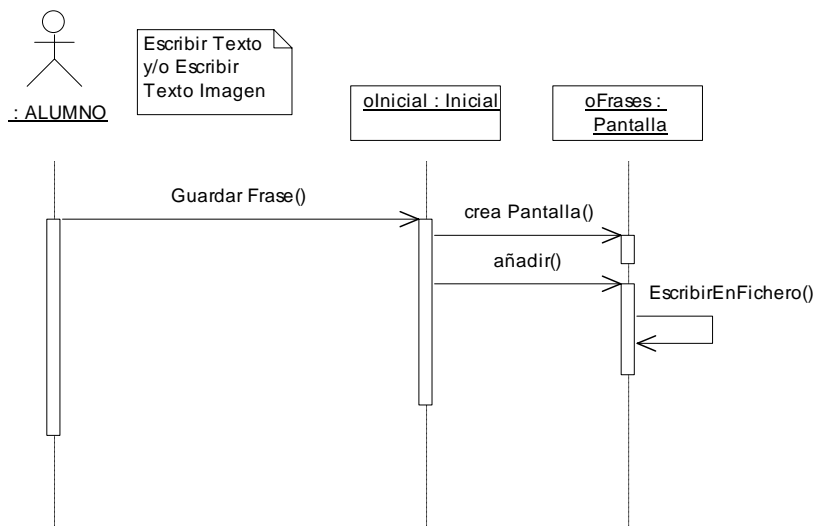 Escribir Texto
y/o Escribir
Texto Imagen
: ALUMNO
oInicial : Inicial
oFrases :
Pantalla
Guardar Frase()
crea Pantalla()
añadir()
EscribirEnFichero()